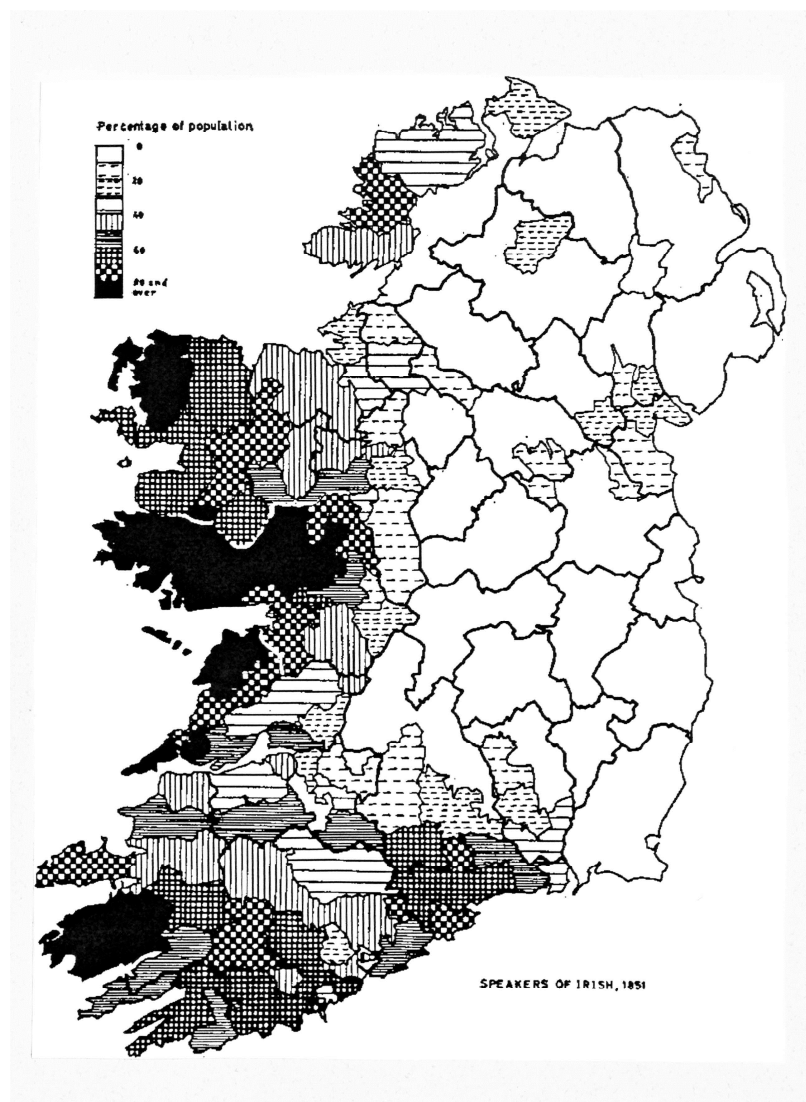 Percentage of population
0
20
40
60
80 and
over
SPEAKERS OF IRISH, 1851